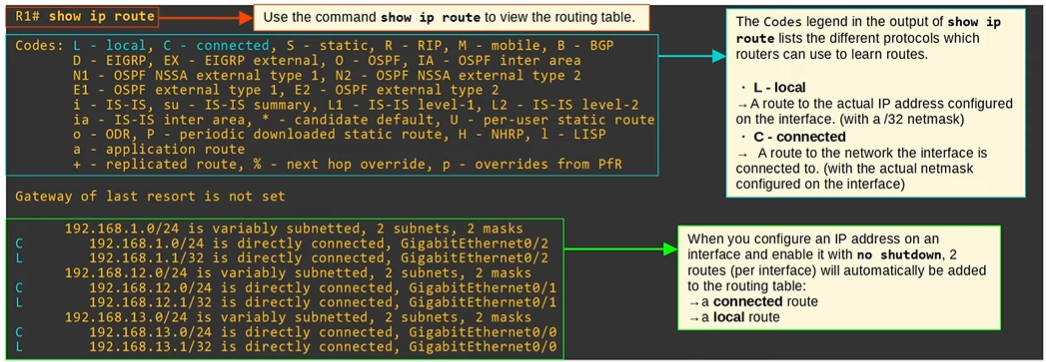 R1# show ip route
Use the command show ip route to view the routing table.
Codes: L - local, C - connected, S - static, R - RIP, M - mobile, B - BGP
D - EIGRP, EX - EIGRP external, O - OSPF, IA - OSPF inter area
N1 - OSPF NSSA external type 1, N2 - OSPF NSSA external type 2
E1 - OSPF external type 1, E2 - OSPF external type 2
i - IS-IS, su - IS-IS summary, L1 - IS-IS level-1, L2 - IS-IS level-2
ia - IS-IS inter area, * - candidate default, U - per-user static route
o - ODR, P - periodic downloaded static route, H - NHRP, l - LISP
a - application route
+ - replicated route, % - next hop override, p - overrides from PfR
The Codes legend in the output of show ip
route lists the different protocols which
routers can use to learn routes.
· L - local
→A route to the actual IP address configured
on the interface. (with a /32 netmask)
· C - connected
→ A route to the network the interface is
connected to. (with the actual netmask
configured on the interface)
Gateway of last resort is not set
192.168.1.0/24 is variably subnetted, 2 subnets, 2 masks
C 192.168.1.0/24 is directly connected, GigabitEthernet0/2
L 192.168.1.1/32 is directly connected, GigabitEthernet0/2
192.168.12.0/24 is variably subnetted, 2 subnets, 2 masks
C 192.168.12.0/24 is directly connected, GigabitEthernet0/1
L 192.168.12.1/32 is directly connected, GigabitEthernet0/1
192.168.13.0/24 is variably subnetted, 2 subnets, 2 masks
C 192.168.13.0/24 is directly connected, GigabitEthernet0/0
L 192.168.13.1/32 is directly connected, GigabitEthernet0/0
When you configure an IP address on an
interface and enable it with no shutdown, 2
routes (per interface) will automatically be added
to the routing table:
→a connected route
→a local route